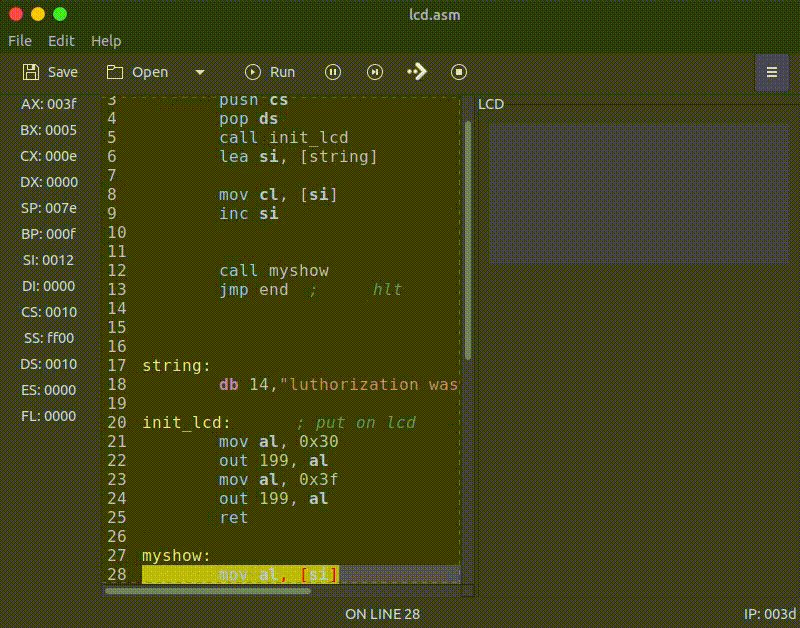 lcd.asm
File Edit Help
Save Open Run
AX: 003f
BX: 0005
CX: 000e
DX: 0000
SP: 007e
BP: 000f
SI: 0012
DI: 0000
CS: 0010
SS: ff00
DS: 0010
ES: 0000
FL: 0000
3 push cs
4 pop ds
5 call init_lcd
6 lea si, [string]
7
8 mov cl, [si]
9 inc si
10
11
12 call myshow
13 jmp end ; hlt
14
15
16
17 string:
18 db 14,"luthorization was
19
20 init_lcd: ; put on lcd
21 mov al, 0x30
22 out 199, al
23 mov al, 0x3f
24 out 199, al
25 ret
26
27 myshow:
28 mov al, [si]
LCD
ON LINE 28
IP: 003d